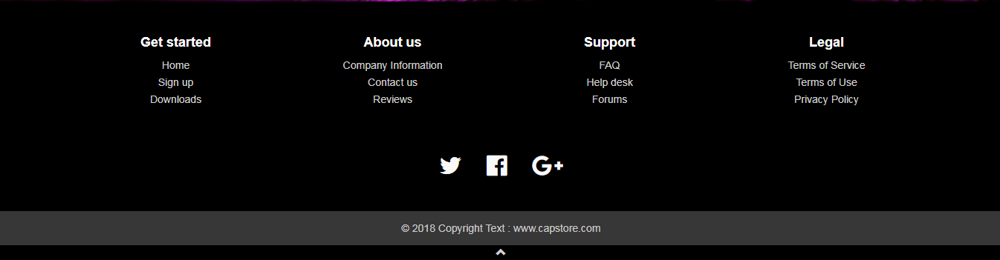 Get started
Home
Sign up
Downloads
About us
Company Information
Contact us
Reviews
Support
FAQ
Help desk
Forums
Legal
Terms of Service
Terms of Use
Privacy Policy
G+
© 2018 Copyright Text : www.capstore.com